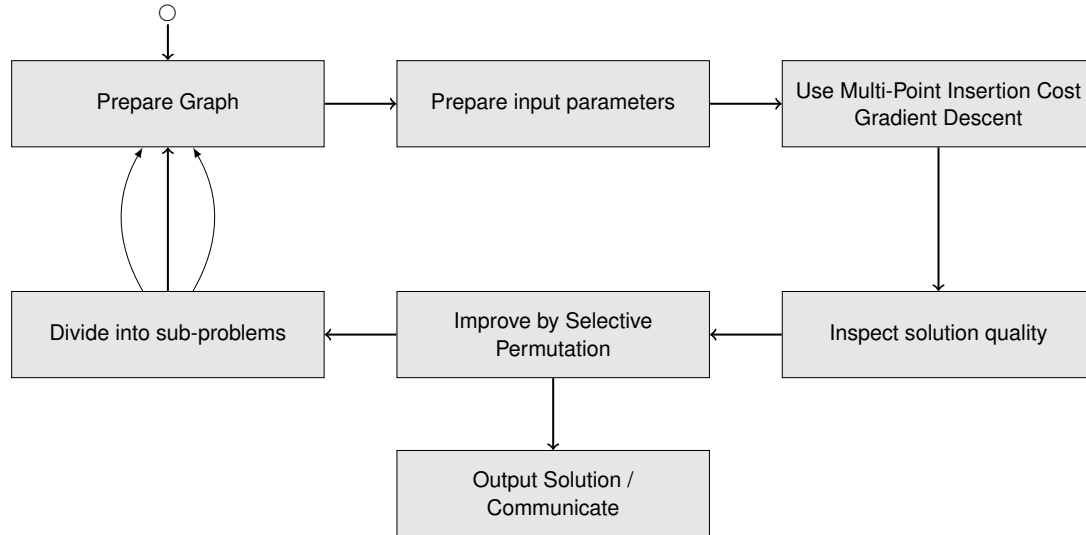 Prepare Graph
Prepare input parameters
Use Multi-Point Insertion Cost
Gradient Descent
Divide into sub-problems
Improve by Selective
Permutation
Inspect solution quality
Output Solution /
Communicate